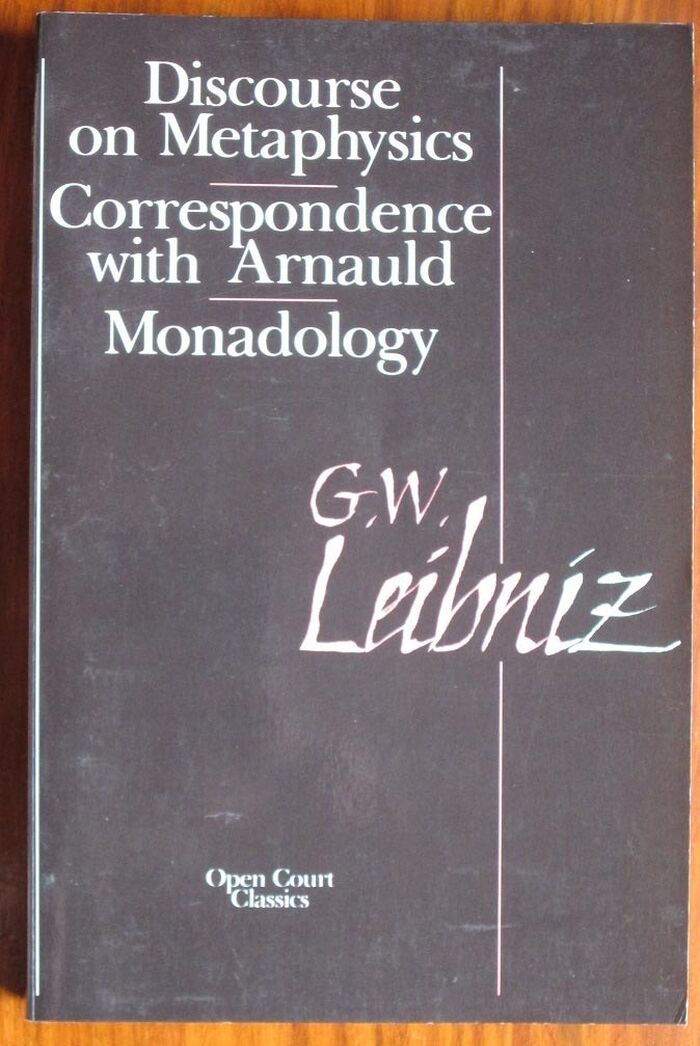 Discourse
on Metaphysics
Correspondence
with Arnauld
Monadology
G.W.
Leibniz
Open Court
Classics